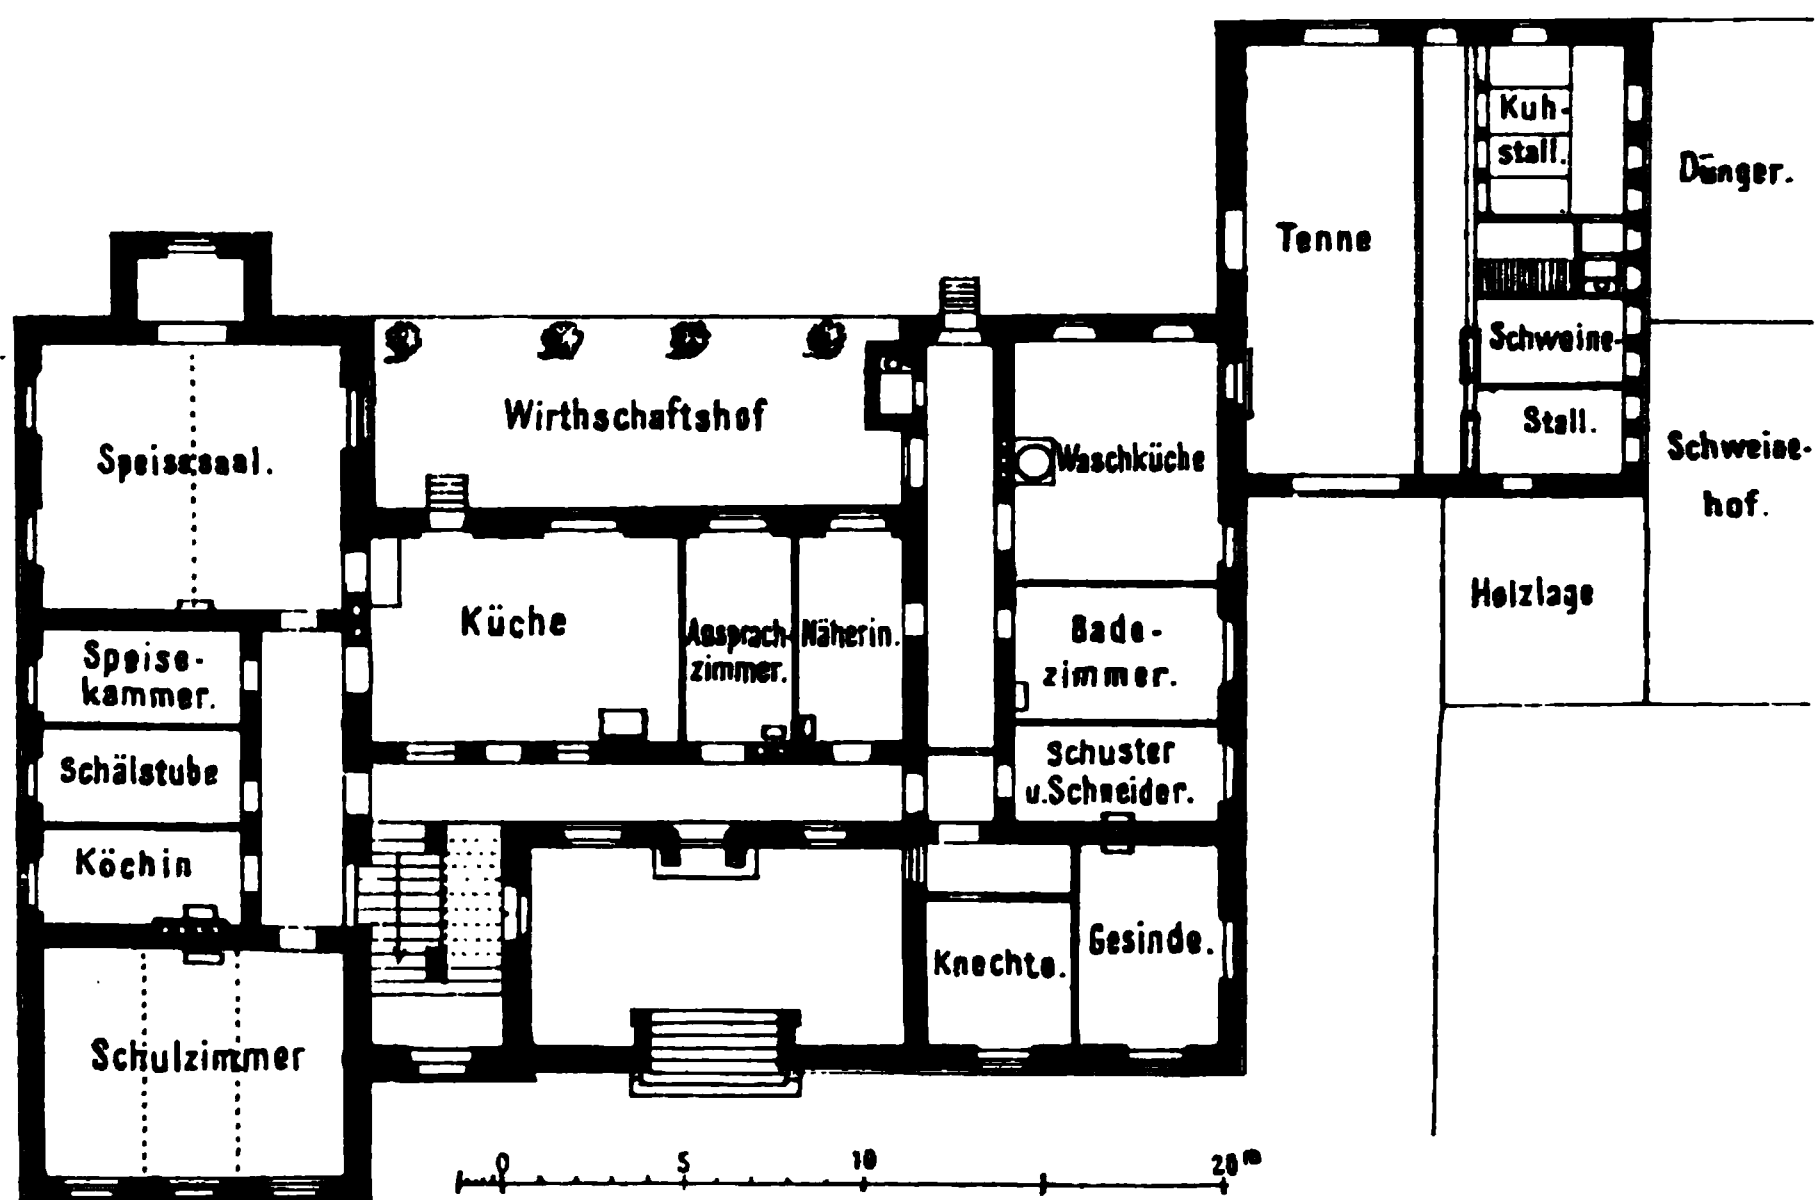 Kuh-
stall.
Dünger.
Tenne
Schweine-
Stall.
Wirthschaftshof
Speisesaal.
Waschküche
Schweine-
hof.
Holzlage
Küche
Aussprach-
zimmer.
Näherin.
Bade-
zimmer.
Speise-
kammer.
Schälstube
Schuster
u.Schneider.
Köchin
Knechte.
Gesinde.
Schulzimmer
0 5 10 20 m